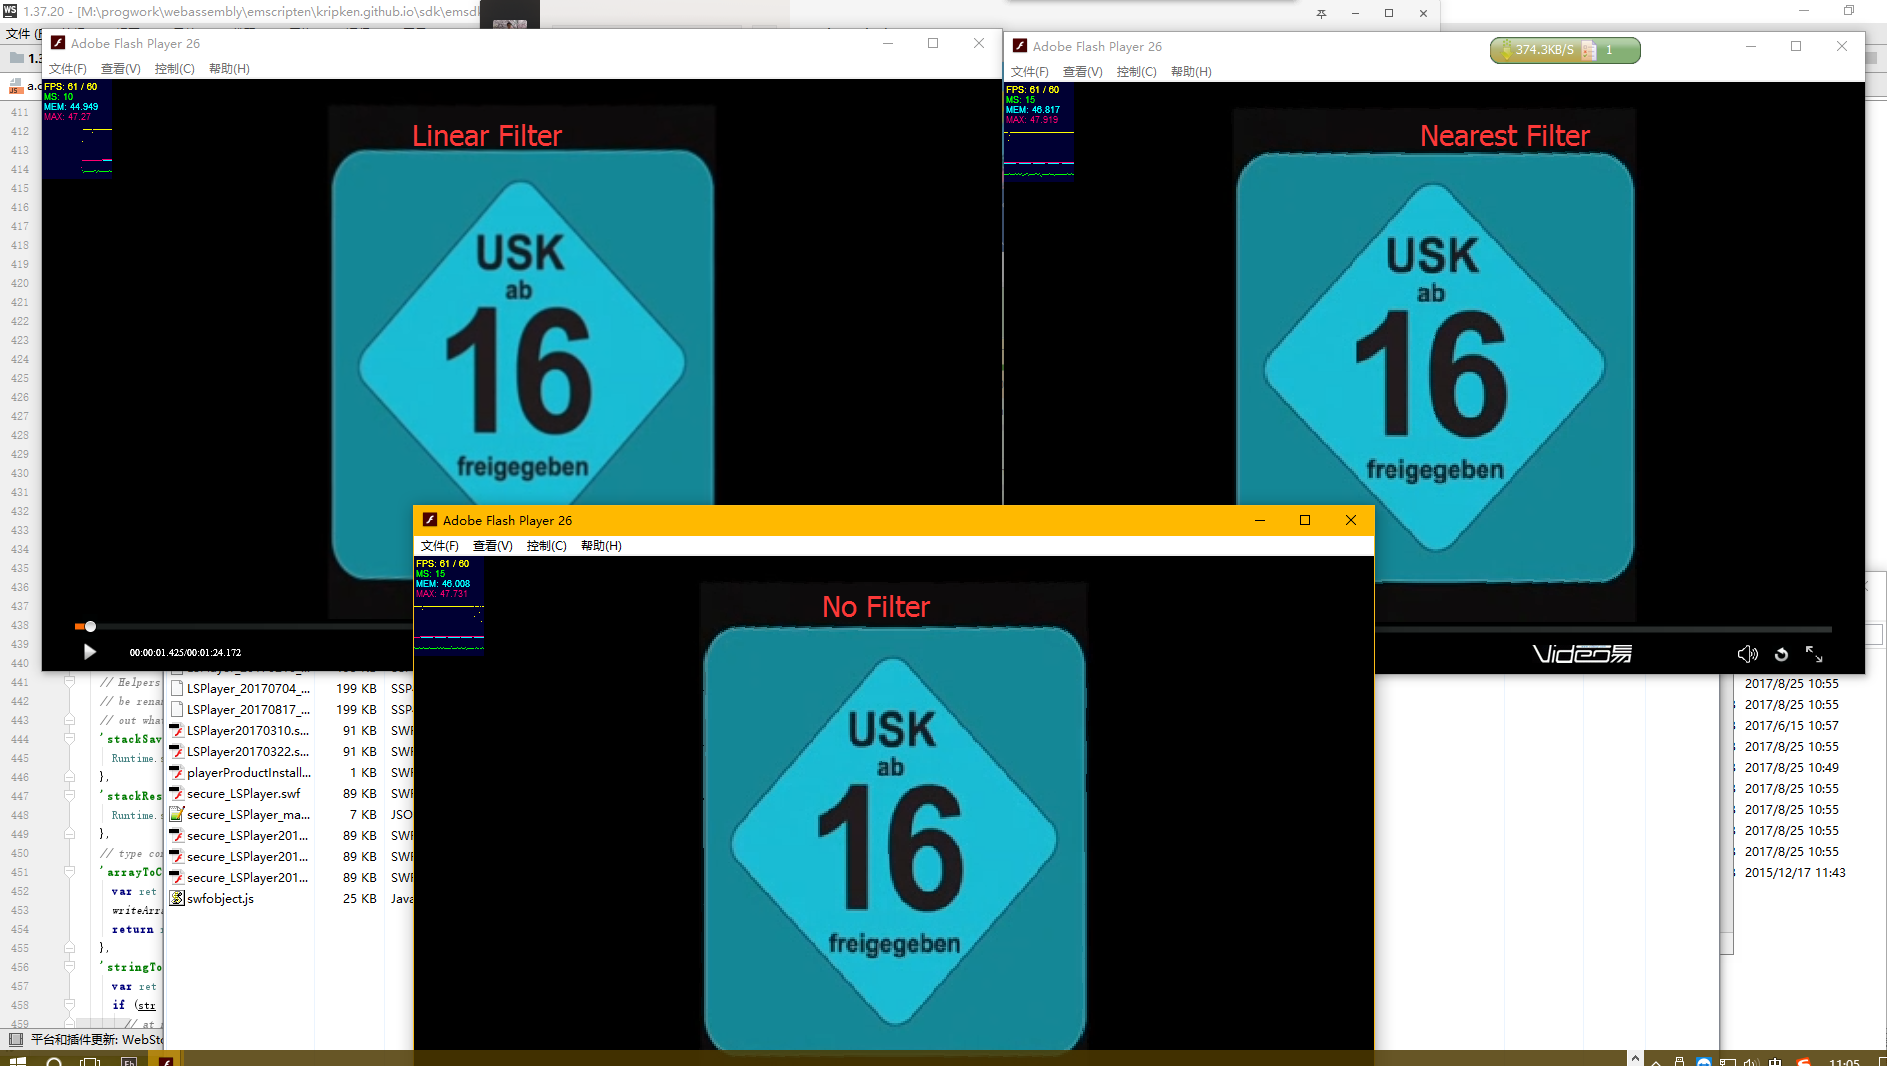 1.37.20 - [M:\progwork\webassembly\emscripten\kripken.github.io\sdk\emsdk
文件
Adobe Flash Player 26
文件(F) 查看(V) 控制(C) 帮助(H)
FPS: 61 / 60
MS: 10
MEM: 44.949
MAX: 47.27
Linear Filter
USK
ab
16
freigegeben
00:00:01.425/00:01:24.172
Adobe Flash Player 26
374.3KB/S 1
文件(F) 查看(V) 控制(C) 帮助(H)
FPS: 61 / 60
MS: 15
MEM: 46.817
MAX: 47.919
Nearest Filter
USK
ab
16
freigegeben
Video易
Adobe Flash Player 26
文件(F) 查看(V) 控制(C) 帮助(H)
FPS: 61 / 60
MS: 15
MEM: 46.008
MAX: 47.731
No Filter
USK
ab
16
freigegeben
411
412
413
414
415
416
417
418
419
420
421
422
423
424
425
426
427
428
429
430
431
432
433
434
435
436
437
438
439
440
441 // Helpers
442 // be rena
443 // out wha
444 'stackSav
445 Runtime.
446 },
447 'stackRes
448 Runtime.
449 },
450 // type con
451 'arrayToC
452 var ret
453 writeArr
454 return
455 },
456 'stringTo
457 var ret
458 if (str
459 // at
LSPlayer_20170704_... 199 KB
LSPlayer_20170817_... 199 KB
LSPlayer20170310.s... 91 KB SWF
LSPlayer20170322.s... 91 KB SWF
playerProductInstall... 1 KB SWF
secure_LSPlayer.swf 89 KB SWF
secure_LSPlayer_ma... 7 KB JSO
secure_LSPlayer201... 89 KB SWF
secure_LSPlayer201... 89 KB SWF
secure_LSPlayer201... 89 KB SWF
swfobject.js 25 KB Java
2017/8/25 10:55
2017/8/25 10:55
2017/6/15 10:57
2017/8/25 10:55
2017/8/25 10:49
2017/8/25 10:55
2017/8/25 10:55
2017/8/25 10:55
2017/8/25 10:55
2015/12/17 11:43
平台和插件更新: WebSto
中
11:05